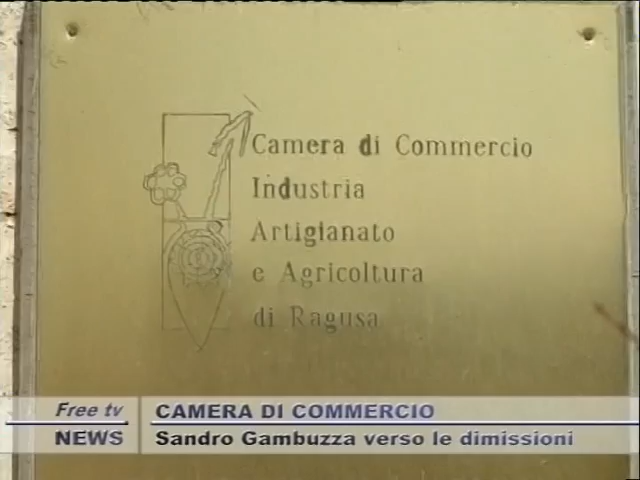 Camera di Commercio
Industria
Artigianato
e Agricoltura
di Ragusa
Free tv
CAMERA DI COMMERCIO
NEWS
Sandro Gambuzza verso le dimissioni